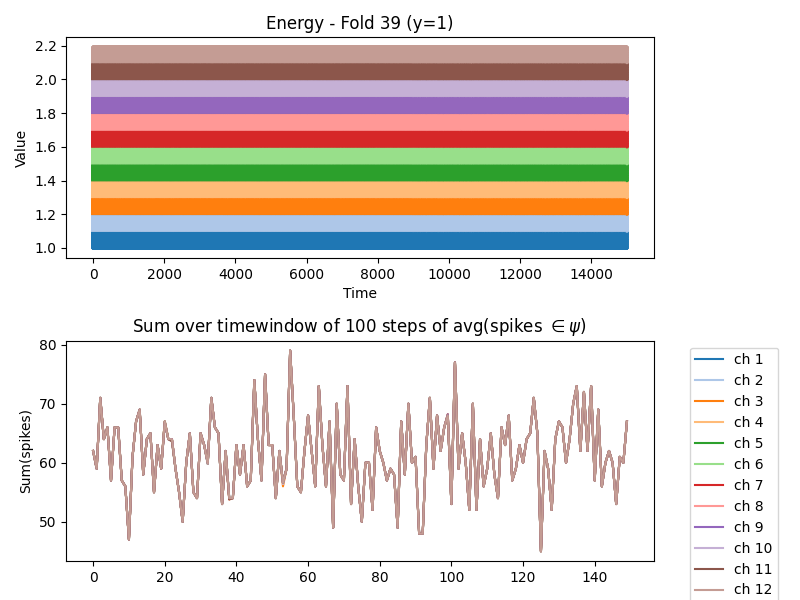 Energy - Fold 39 (y=1)
2.2
2.0
1.8
1.6
1.4
1.2
1.0
Value
0 2000 4000 6000 8000 10000 12000 14000
Time
Sum over timewindow of 100 steps of avg(spikes ∈ψ)
80
70
60
50
Sum(spikes)
0 20 40 60 80 100 120 140
ch 1
ch 2
ch 3
ch 4
ch 5
ch 6
ch 7
ch 8
ch 9
ch 10
ch 11
ch 12